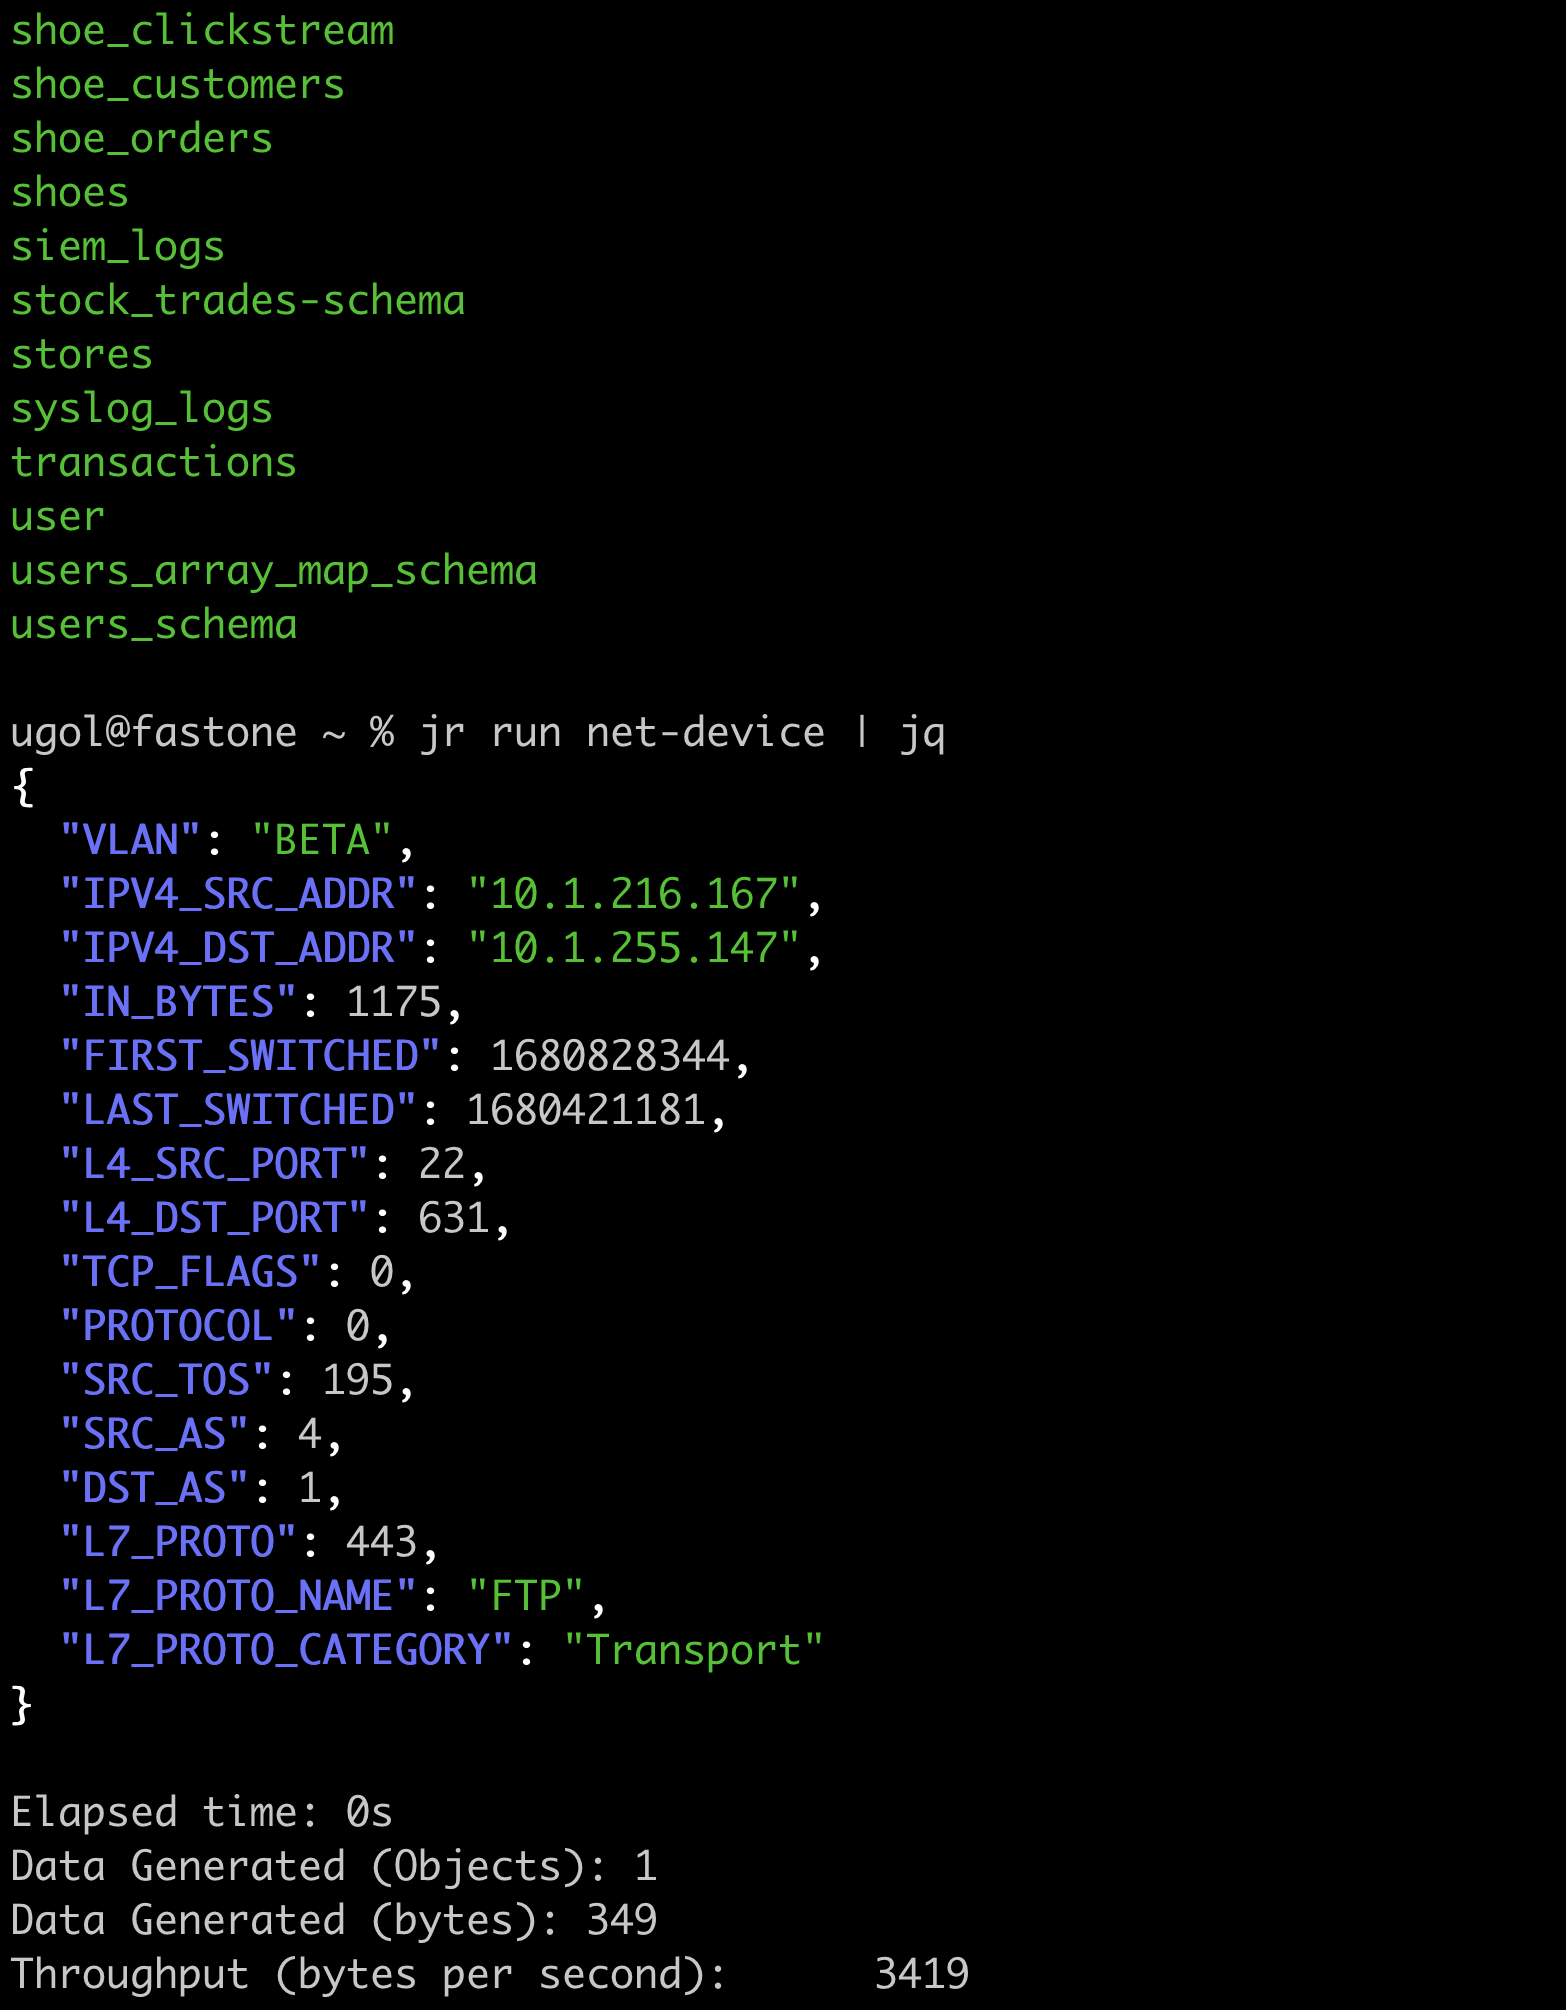 shoe_clickstream
shoe_customers
shoe_orders
shoes
siem_logs
stock_trades-schema
stores
syslog_logs
transactions
user
users_array_map_schema
users_schema

ugol@fastone ~ % jr run net-device | jq
{
  "VLAN": "BETA",
  "IPV4_SRC_ADDR": "10.1.216.167",
  "IPV4_DST_ADDR": "10.1.255.147",
  "IN_BYTES": 1175,
  "FIRST_SWITCHED": 1680828344,
  "LAST_SWITCHED": 1680421181,
  "L4_SRC_PORT": 22,
  "L4_DST_PORT": 631,
  "TCP_FLAGS": 0,
  "PROTOCOL": 0,
  "SRC_TOS": 195,
  "SRC_AS": 4,
  "DST_AS": 1,
  "L7_PROTO": 443,
  "L7_PROTO_NAME": "FTP",
  "L7_PROTO_CATEGORY": "Transport"
}

Elapsed time: 0s
Data Generated (Objects): 1
Data Generated (bytes): 349
Throughput (bytes per second):      3419